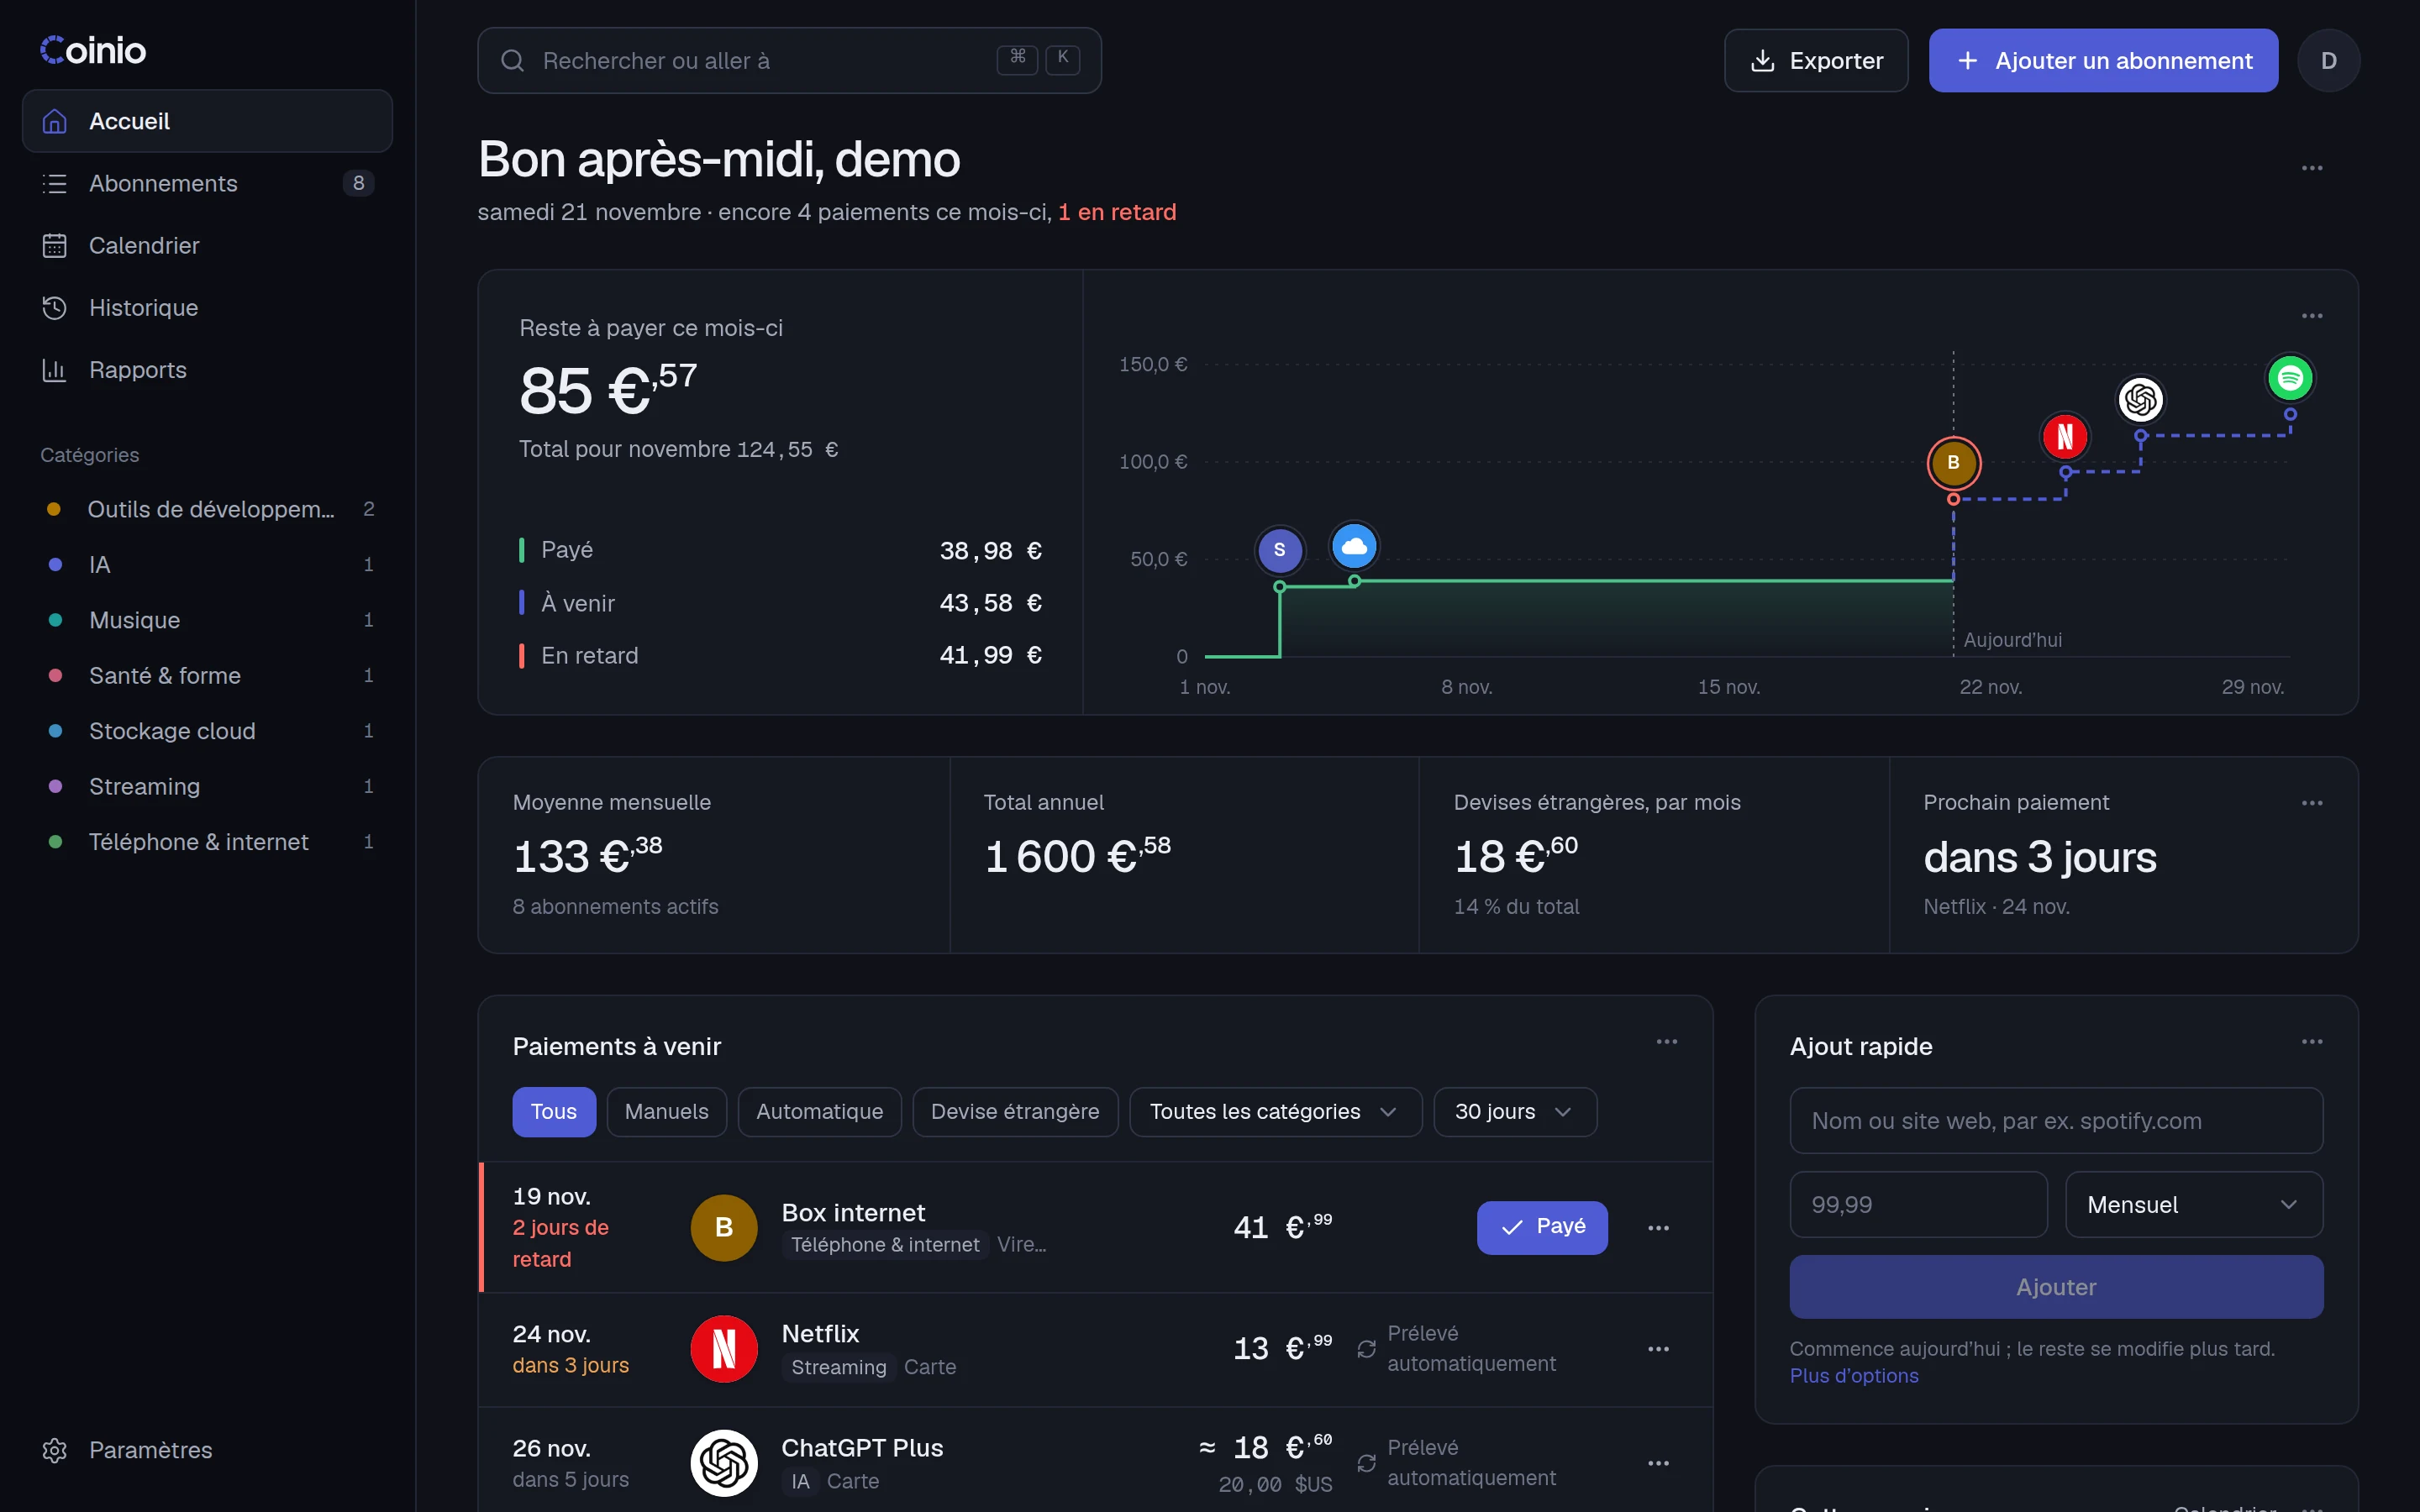 Coinio
Accueil
Abonnements 8
Calendrier
Historique
Rapports
Catégories
Outils de développem... 2
IA 1
Musique 1
Santé & forme 1
Stockage cloud 1
Streaming 1
Téléphone & internet 1
Paramètres
Rechercher ou aller à ⌘ K
Exporter
Ajouter un abonnement
D
Bon après-midi, demo
samedi 21 novembre · encore 4 paiements ce mois-ci, 1 en retard
Reste à payer ce mois-ci
85 €,57
Total pour novembre 124,55 €
Payé 38,98 €
À venir 43,58 €
En retard 41,99 €
150,0 €
100,0 €
50,0 €
0
S
B
N
Aujourd’hui
1 nov. 8 nov. 15 nov. 22 nov. 29 nov.
Moyenne mensuelle
133 €,38
8 abonnements actifs
Total annuel
1 600 €,58
Devises étrangères, par mois
18 €,60
14 % du total
Prochain paiement
dans 3 jours
Netflix · 24 nov.
Paiements à venir
Tous Manuels Automatique Devise étrangère Toutes les catégories 30 jours
19 nov.
2 jours de
retard
B
Box internet
Téléphone & internet Vire...
41 €,99
Payé
24 nov.
dans 3 jours
N
Netflix
Streaming Carte
13 €,99
Prélevé
automatiquement
26 nov.
dans 5 jours
ChatGPT Plus
IA Carte
≈ 18 €,60
20,00 $US
Prélevé
automatiquement
Ajout rapide
Nom ou site web, par ex. spotify.com
99,99
Mensuel
Ajouter
Commence aujourd’hui ; le reste se modifie plus tard.
Plus d’options